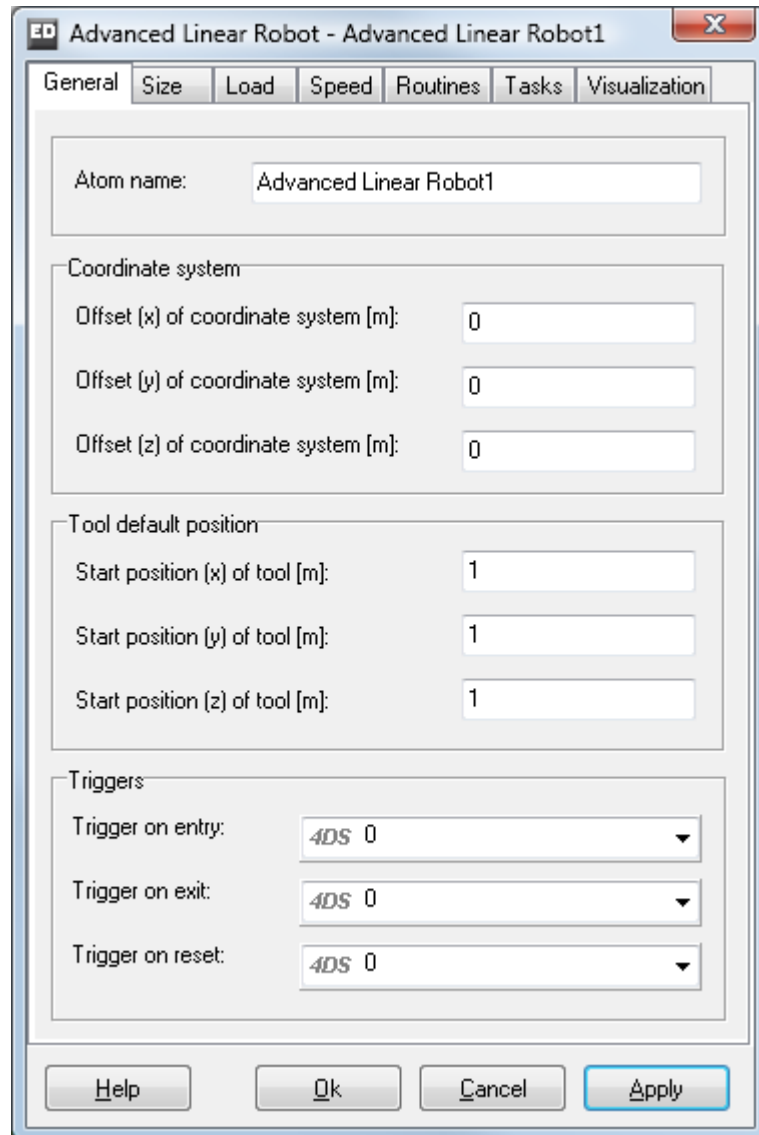 ED Advanced Linear Robot - Advanced Linear Robot1
General Size Load Speed Routines Tasks Visualization
Atom name: Advanced Linear Robot1
Coordinate system
Offset (x) of coordinate system [m]: 0
Offset (y) of coordinate system [m]: 0
Offset (z) of coordinate system [m]: 0
Tool default position
Start position (x) of tool [m]: 1
Start position (y) of tool [m]: 1
Start position (z) of tool [m]: 1
Triggers
Trigger on entry: 4DS 0
Trigger on exit: 4DS 0
Trigger on reset: 4DS 0
Help Ok Cancel Apply